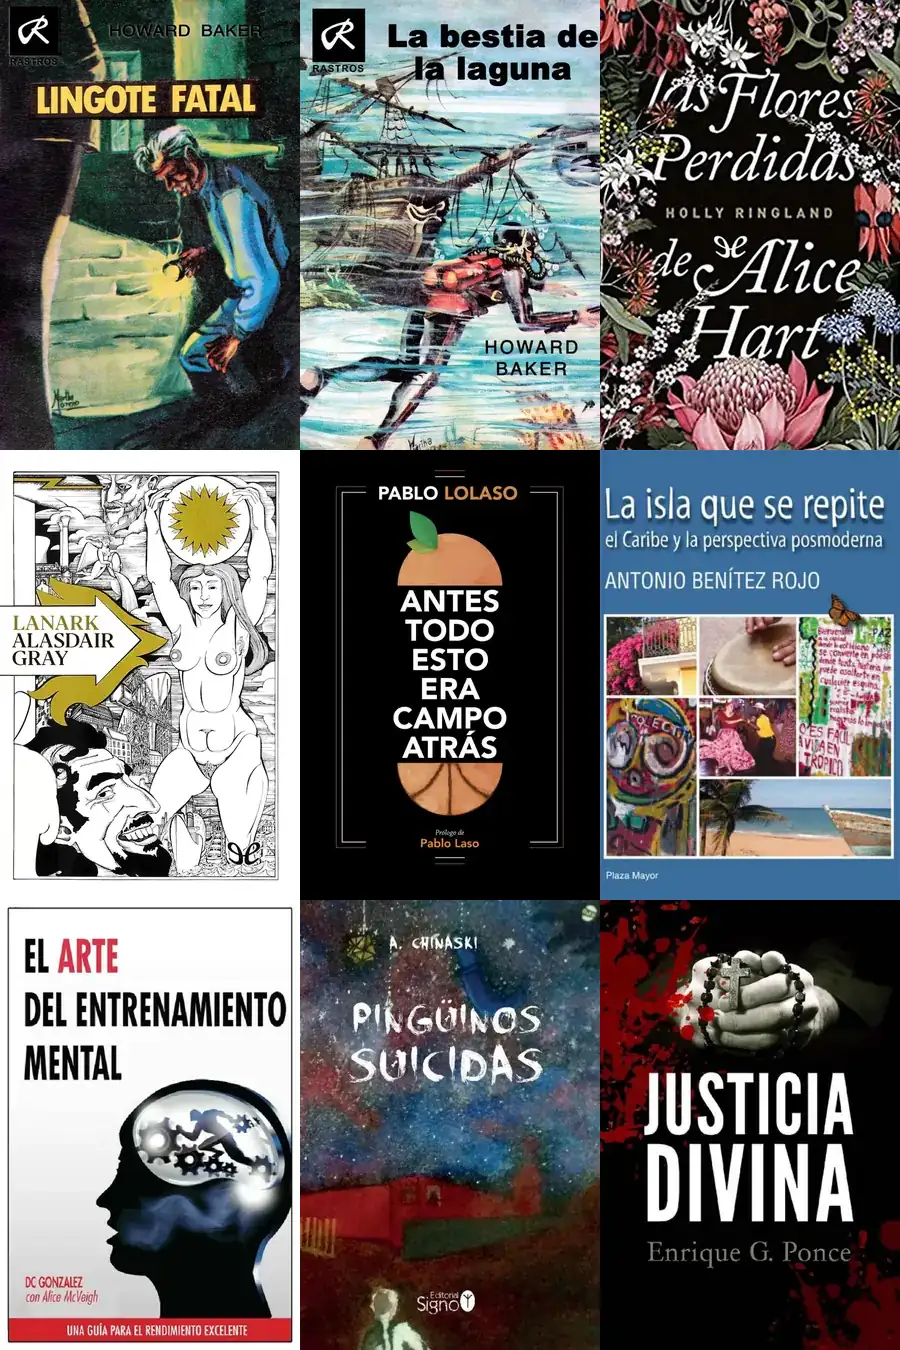 RASTROS
HOWARD BAKER
LINGOTE FATAL
RASTROS
La bestia de
la laguna
HOWARD
BAKER
las Flores
Perdidas
HOLLY RINGLAND
de Alice
Hart
LANARK
ALASDAIR
GRAY
PABLO LOLASO
ANTES
TODO
ESTO
ERA
CAMPO
ATRÁS
Prólogo de
Pablo Laso
La isla que se repite
el Caribe y la perspectiva posmoderna
ANTONIO BENÍTEZ ROJO
PAZ
Plaza Mayor
EL ARTE
DEL ENTRENAMIENTO
MENTAL
DC GONZALEZ
con Alice McVeigh
UNA GUÍA PARA EL RENDIMIENTO EXCELENTE
A. CHINASKI
PINGÜINOS
SUICIDAS
Editorial
Signo
JUSTICIA
DIVINA
Enrique G. Ponce